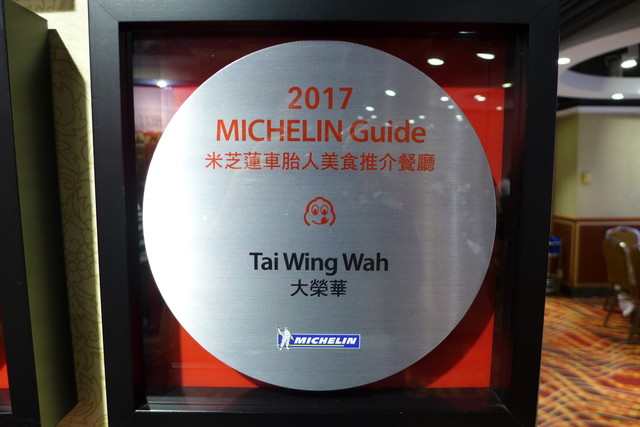 2017
MICHELIN Guide
米芝蓮車胎人美食推介餐廳
Tai Wing Wah
大榮華
MICHELIN